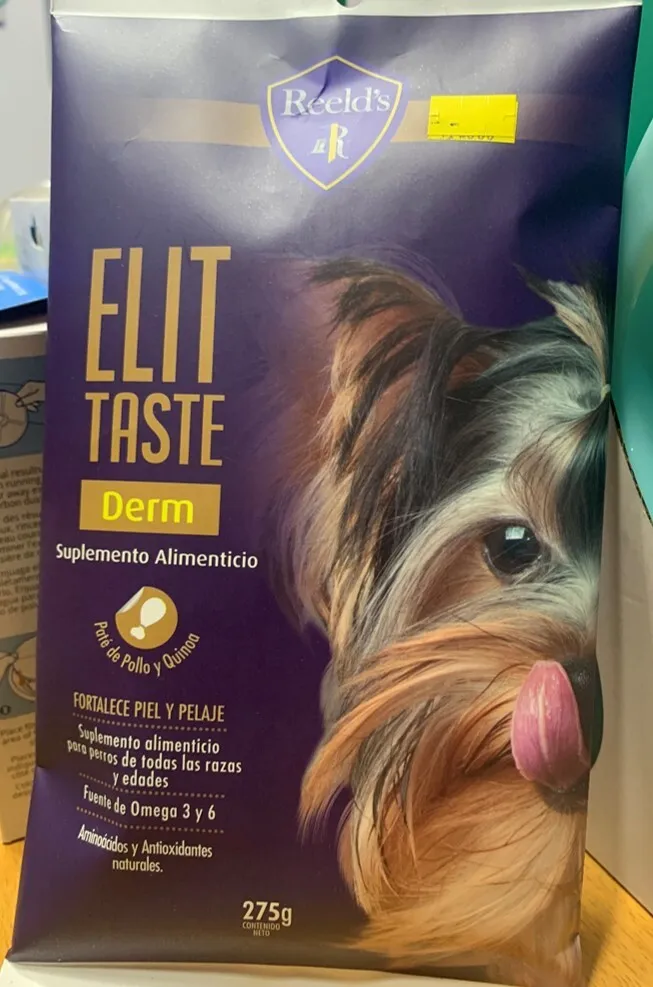 Reeld's
R
ELIT
TASTE
Derm
Suplemento Alimenticio
Paté de Pollo y Quinoa
FORTALECE PIEL Y PELAJE
Suplemento alimenticio
para perros de todas las razas
y edades
Fuente de Omega 3 y 6
Aminoácidos y Antioxidantes
naturales.
275g
CONTENIDO
NETO